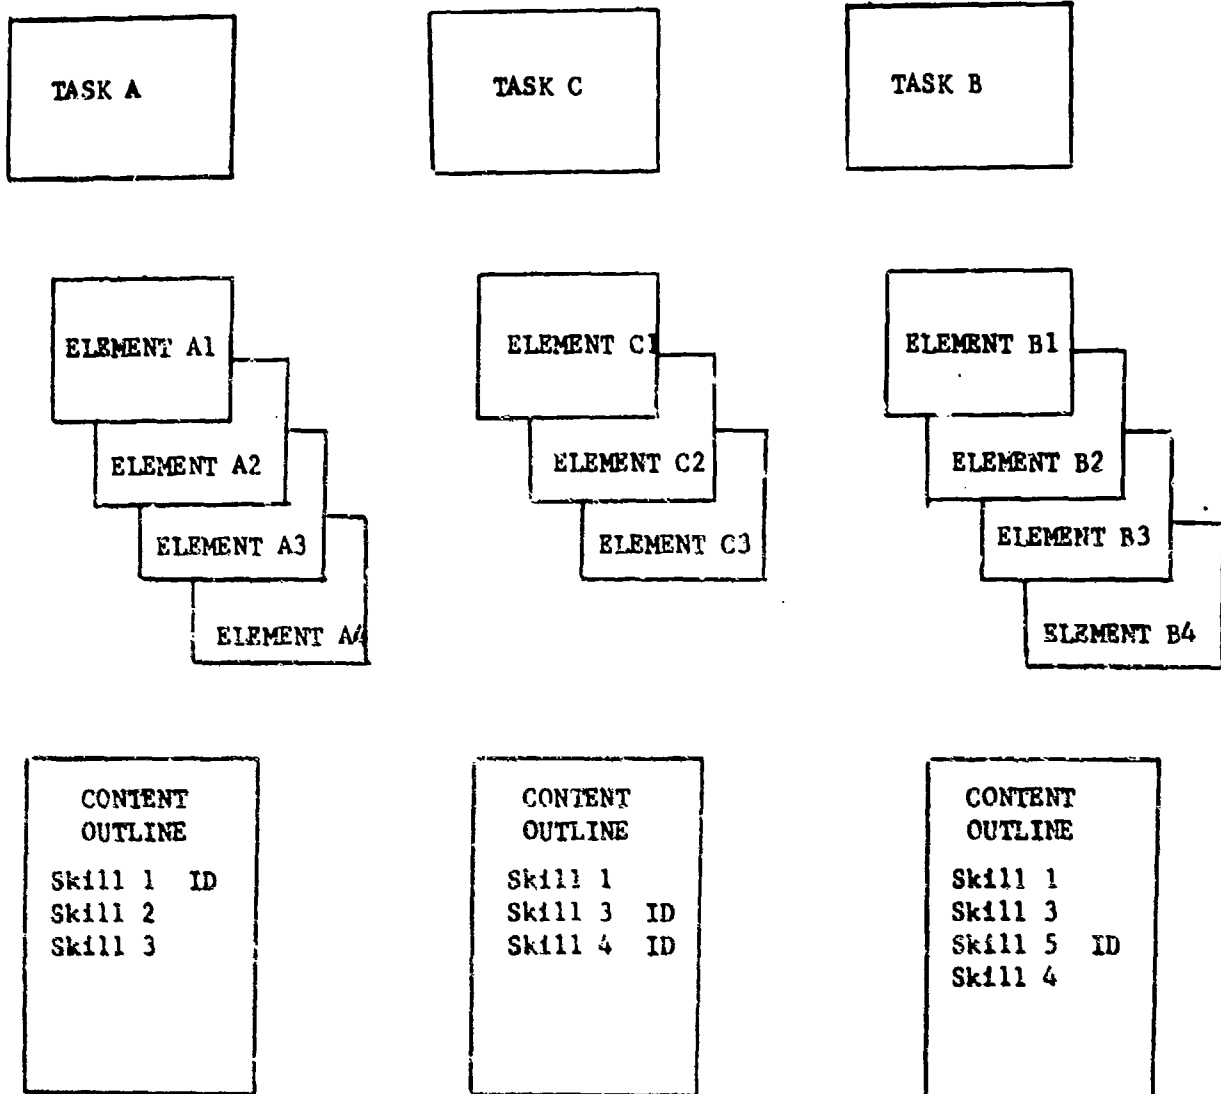 TASK A
TASK C
TASK B
ELEMENT A1
ELEMENT A2
ELEMENT A3
ELEMENT A4
ELEMENT C1
ELEMENT C2
ELEMENT C3
ELEMENT B1
ELEMENT B2
ELEMENT B3
ELEMENT B4
CONTENT
OUTLINE
Skill 1 ID
Skill 2
Skill 3
CONTENT
OUTLINE
Skill 1
Skill 3 ID
Skill 4 ID
CONTENT
OUTLINE
Skill 1
Skill 3
Skill 5 ID
Skill 4